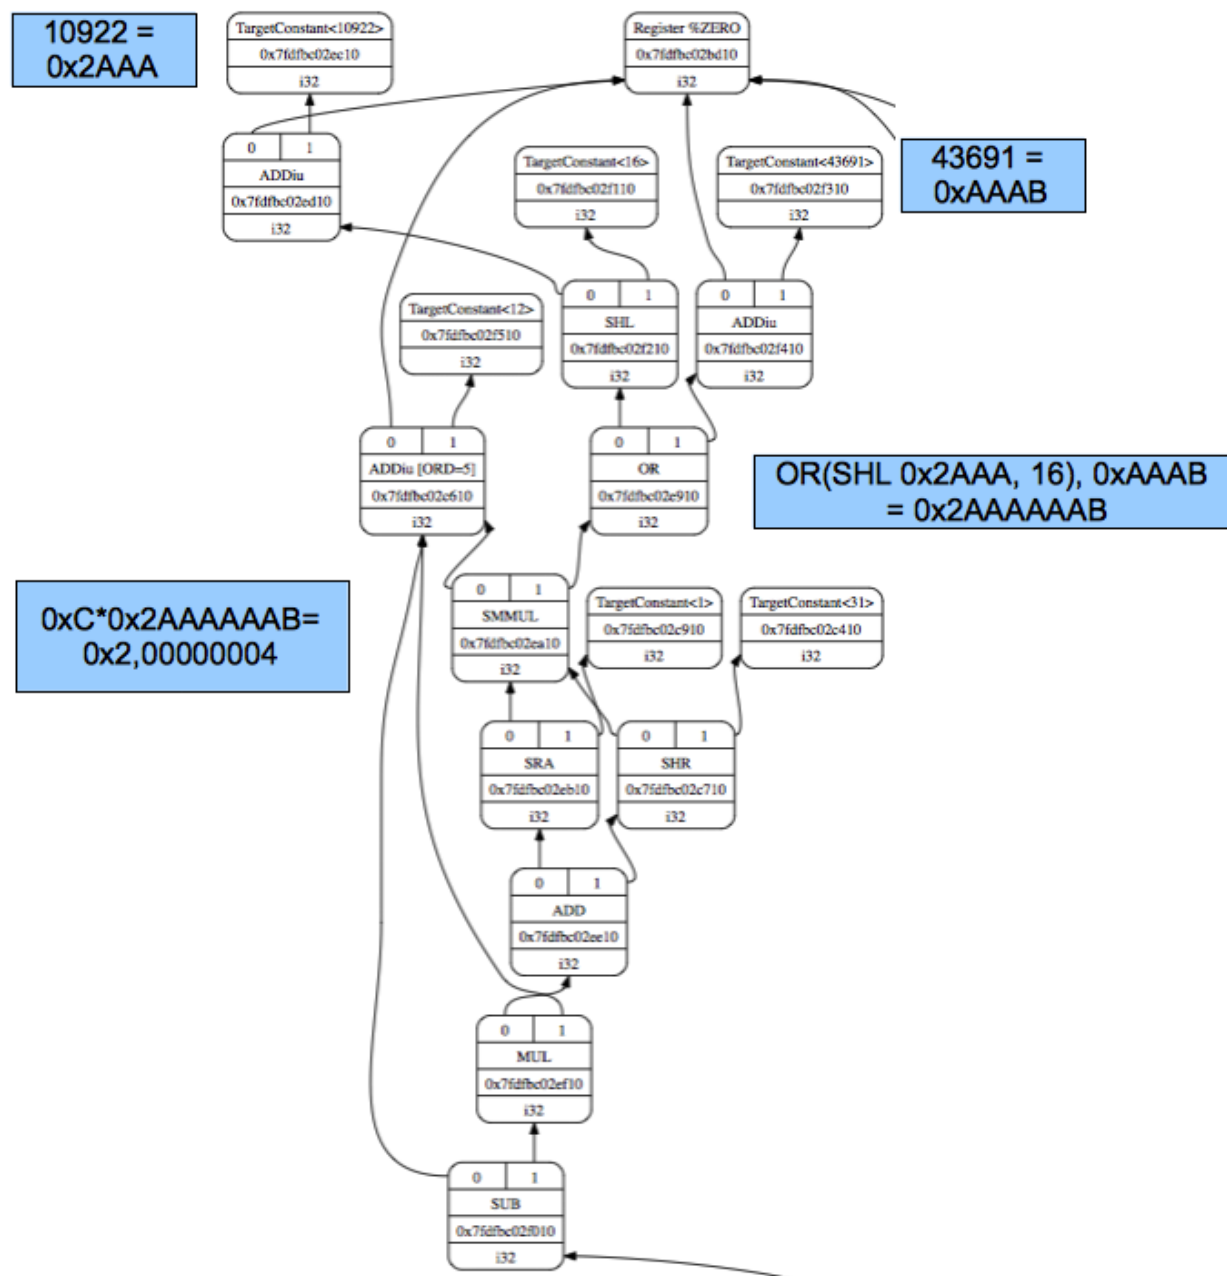 10922 =
0x2AAA
TargetConstant<10922>
0x7fdfbc02ec10
i32
Register %ZERO
0x7fdfbc02bd10
i32
0 1
ADDiu
0x7fdfbc02ed10
i32
TargetConstant<16>
0x7fdfbc02f110
i32
TargetConstant<43691>
0x7fdfbc02f310
i32
43691 =
0xAAAB
TargetConstant<12>
0x7fdfbc02f510
i32
0 1
SHL
0x7fdfbc02f210
i32
0 1
ADDiu
0x7fdfbc02f410
i32
0 1
ADDiu [ORD=5]
0x7fdfbc02c610
i32
0 1
OR
0x7fdfbc02e910
i32
OR(SHL 0x2AAA, 16), 0xAAAB
= 0x2AAAAAAB
0xC*0x2AAAAAAB=
0x2,00000004
0 1
SMMUL
0x7fdfbc02ea10
i32
TargetConstant<1>
0x7fdfbc02c910
i32
TargetConstant<31>
0x7fdfbc02c410
i32
0 1
SRA
0x7fdfbc02eb10
i32
0 1
SHR
0x7fdfbc02c710
i32
0 1
ADD
0x7fdfbc02ee10
i32
0 1
MUL
0x7fdfbc02ef10
i32
0 1
SUB
0x7fdfbc02f010
i32